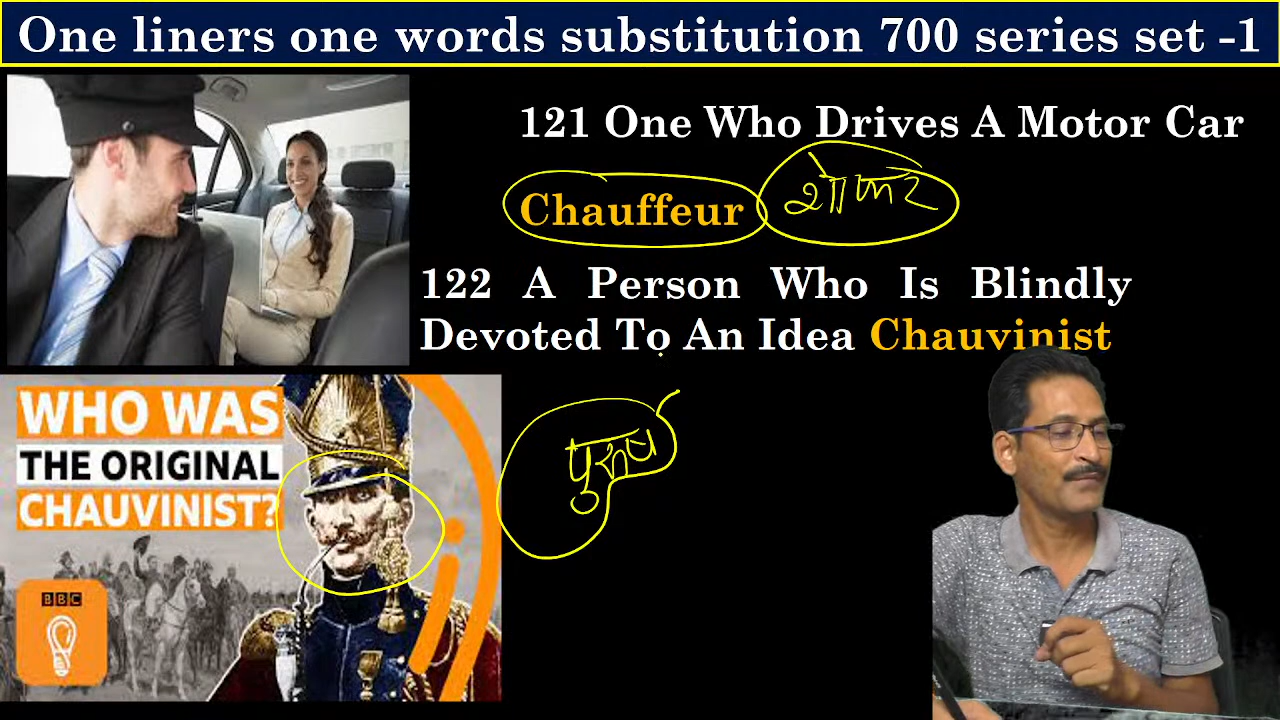 One liners one words substitution 700 series set -1
121 One Who Drives A Motor Car
Chauffeur शोफर
122 A Person Who Is Blindly
Devoted To An Idea Chauvinist
WHO WAS
THE ORIGINAL
CHAUVINIST?
पुरुष
BBC